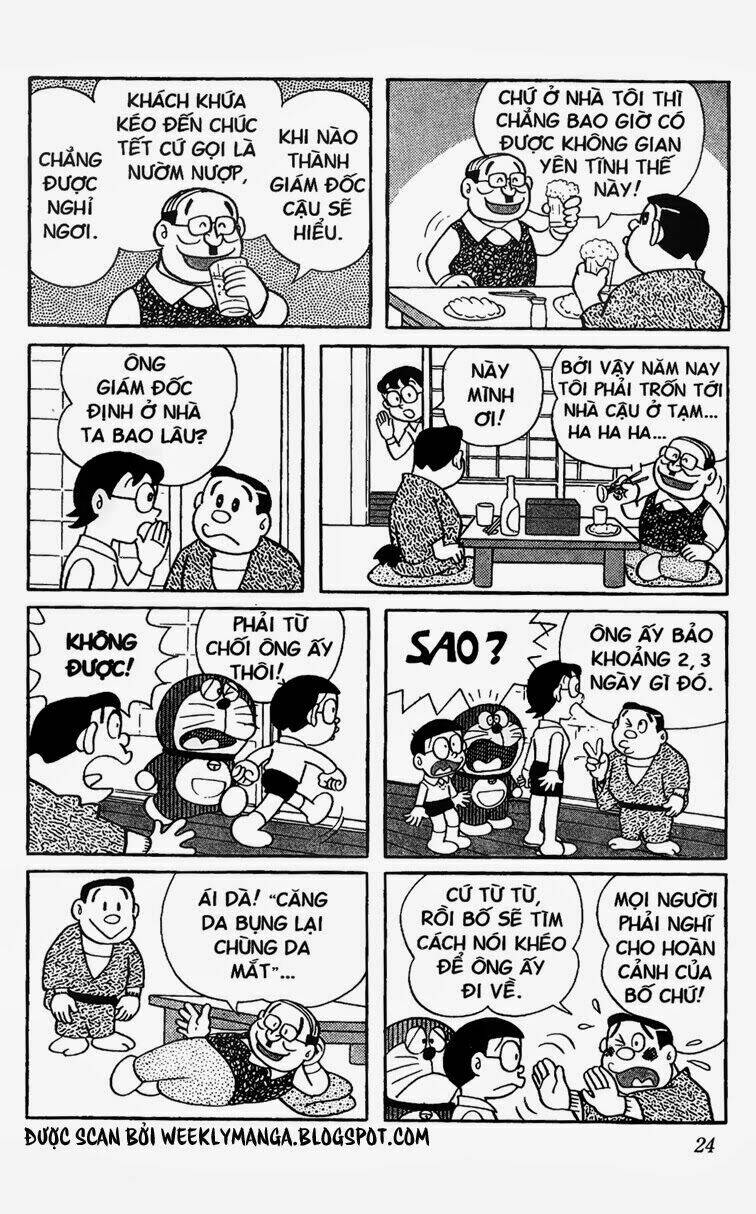 CHỨ Ở NHÀ TÔI THÌ
CHẲNG BAO GIỜ CÓ
ĐƯỢC KHÔNG GIAN
YÊN TĨNH THẾ
NÀY!
KHI NÀO
THÀNH
GIÁM ĐỐC
CẬU SẼ
HIỂU.
KHÁCH KHỨA
KÉO ĐẾN CHÚC
TẾT CỨ GỌI LÀ
NƯỜM NƯỢP,
CHẲNG
ĐƯỢC
NGHỈ
NGƠI.
BỞI VẬY NĂM NAY
TÔI PHẢI TRỐN TỚI
NHÀ CẬU Ở TẠM...
HA HA HA...
NÀY
MÌNH
ƠI!
ÔNG
GIÁM ĐỐC
ĐỊNH Ở NHÀ
TA BAO LÂU?
ÔNG ẤY BẢO
KHOẢNG 2, 3
NGÀY GÌ ĐÓ.
SAO?
PHẢI TỪ
CHỐI ÔNG ẤY
THÔI!
KHÔNG
ĐƯỢC!
MỌI NGƯỜI
PHẢI NGHĨ
CHO HOÀN
CẢNH CỦA
BỐ CHỨ!
CỨ TỪ TỪ,
RỒI BỐ SẼ TÌM
CÁCH NÓI KHÉO
ĐỂ ÔNG ẤY
ĐI VỀ.
ÁI DÀ! "CĂNG
DA BỤNG LẠI
CHÙNG DA
MẮT"...
ĐƯỢC SCAN BỞI WEEKLYMANGA.BLOGSPOT.COM
24